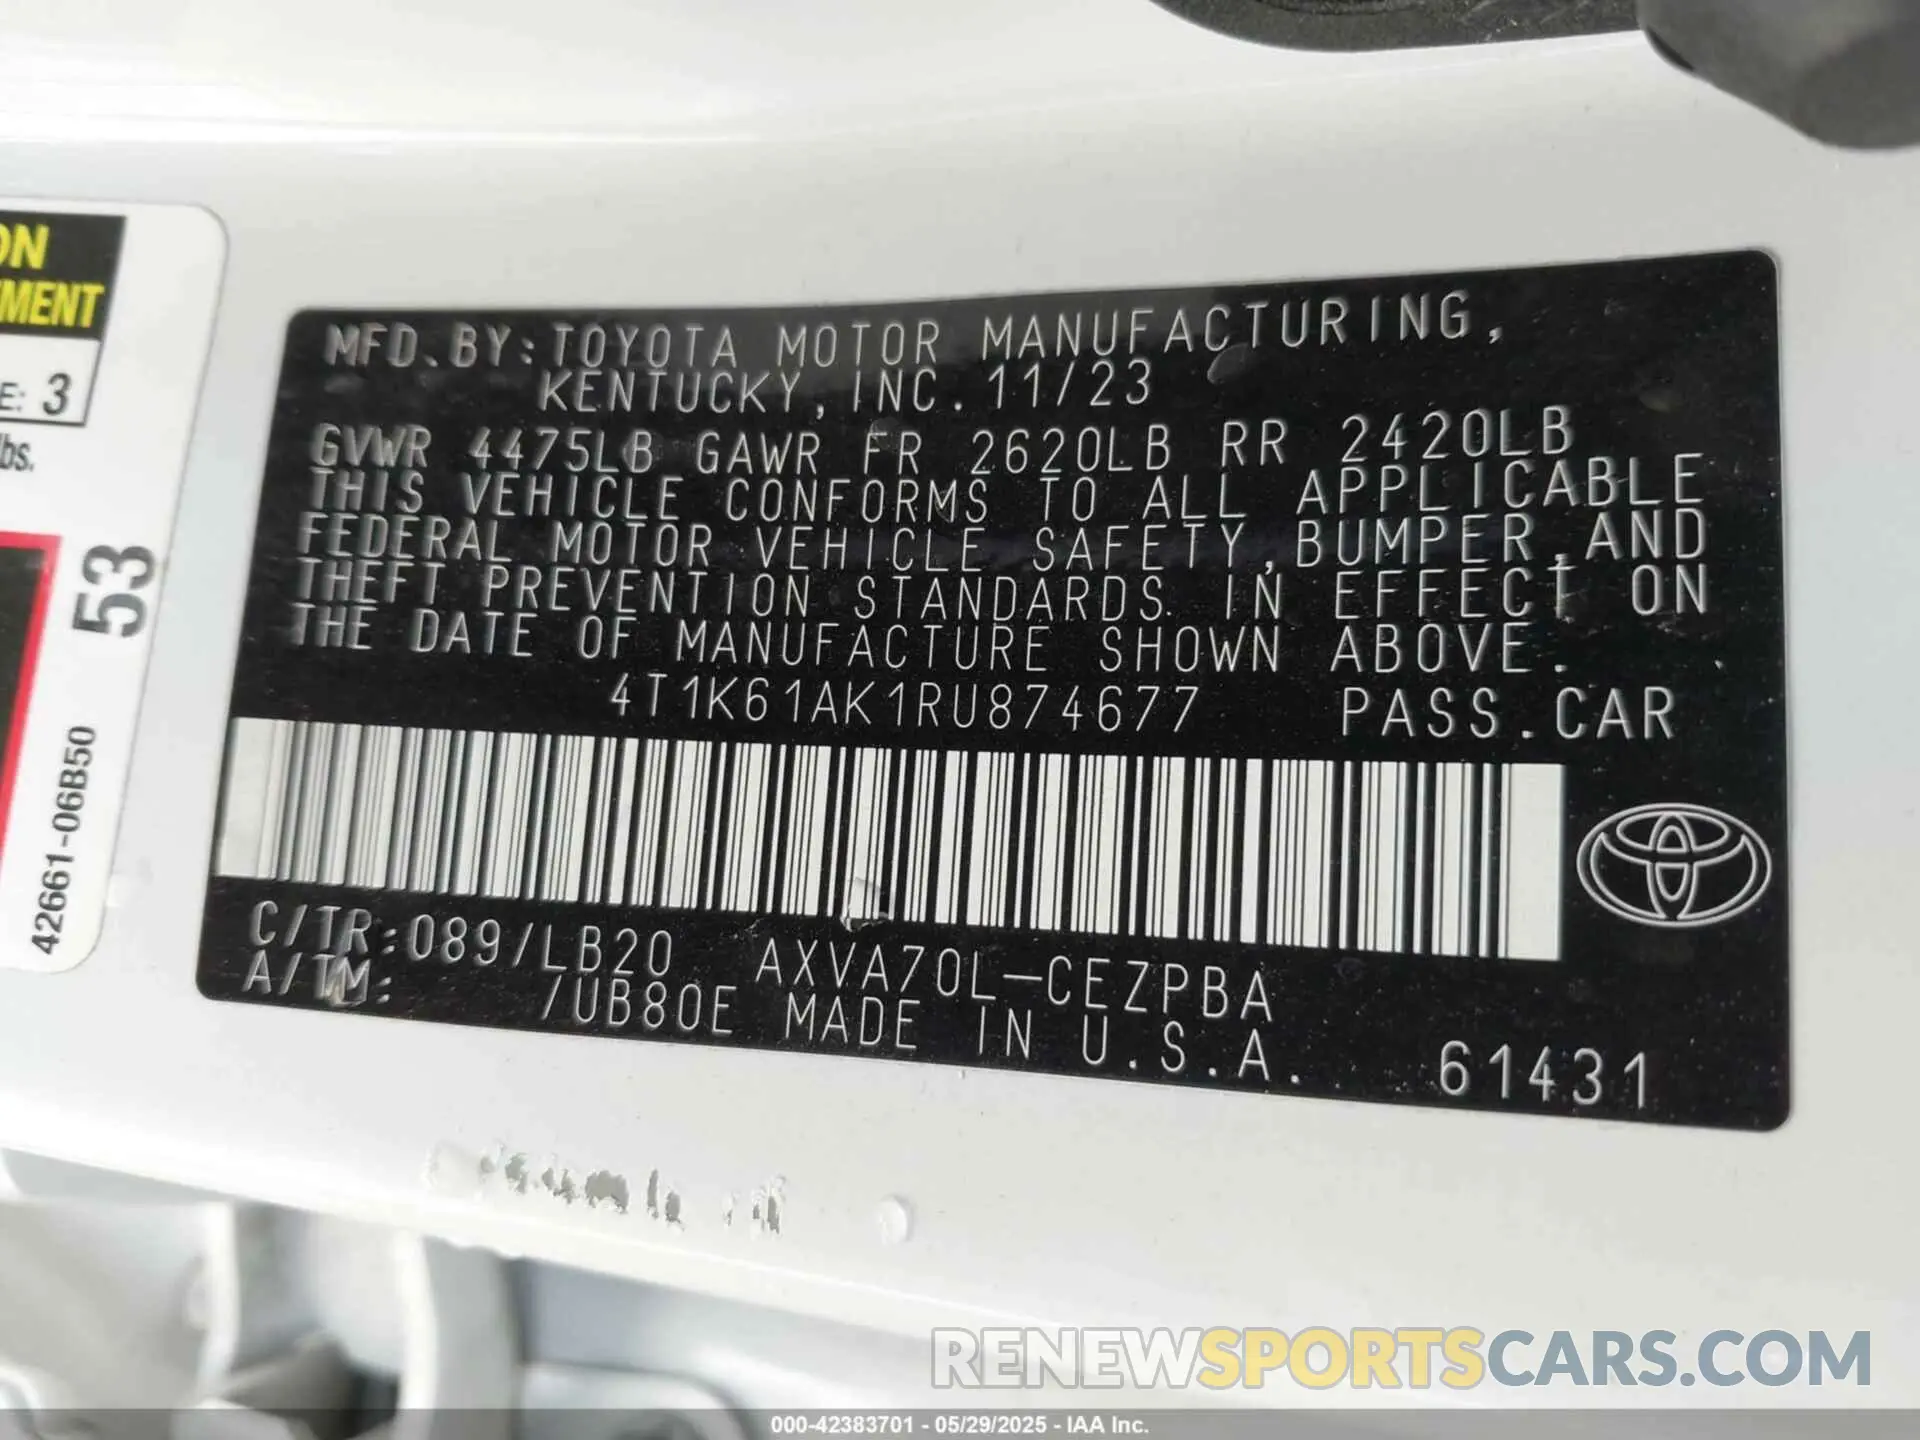 ON
MENT
E: 3
lbs.
53
42661-06B50
MFD. BY: TOYOTA MOTOR MANUFACTURING,
KENTUCKY, INC. 11/23
GVWR 4475LB GAWR FR 2620LB RR 2420LB
THIS VEHICLE CONFORMS TO ALL APPLICABLE
FEDERAL MOTOR VEHICLE SAFETY, BUMPER, AND
THEFT PREVENTION STANDARDS IN EFFECT ON
THE DATE OF MANUFACTURE SHOWN ABOVE.
4T1K61AK1RU874677 PASS.CAR
C/TR: 089/LB20 AXVA70L-CEZPBA
A/TM: /UB80E MADE IN U.S.A. 61431
RENEWSPORTSCARS.COM
000-42383701 - 05/29/2025 - IAA Inc.